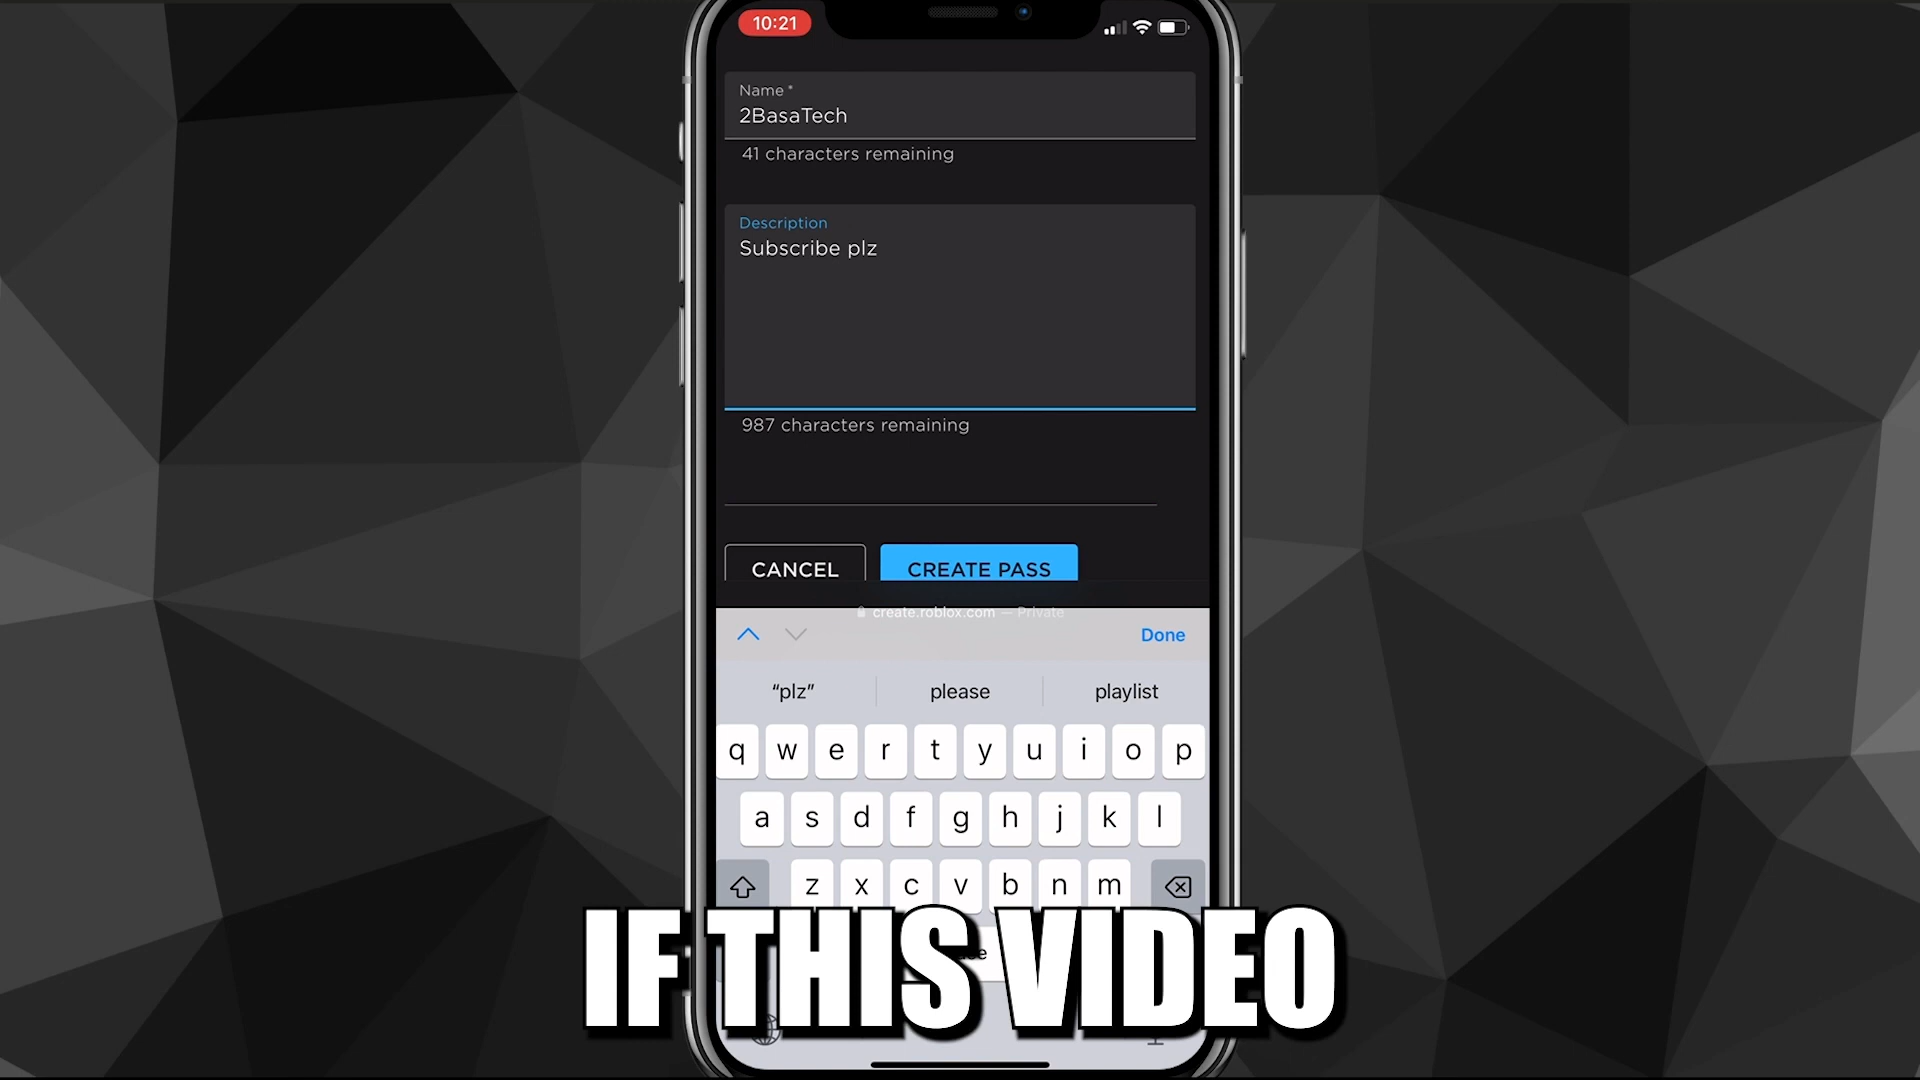 10:21
Name *
2BasaTech
41 characters remaining
Description
Subscribe plz
987 characters remaining
CANCEL
CREATE PASS
create.roblox.com — Private
Done
“plz”
please
playlist
q w e r t y u i o p
a s d f g h j k l
z x c v b n m
IF THIS VIDEO